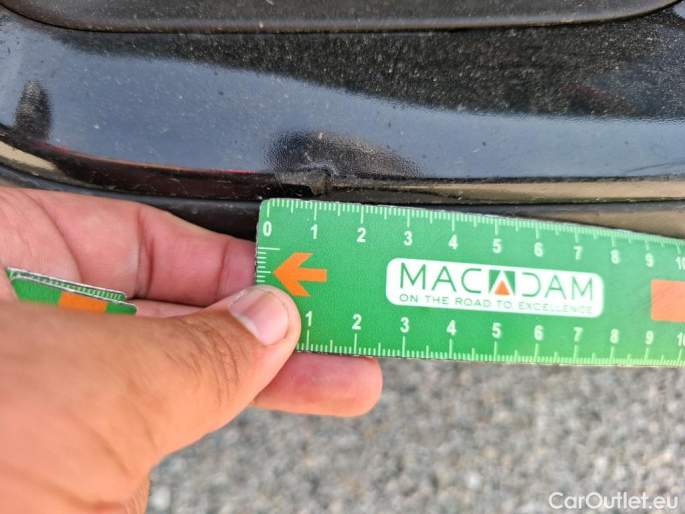 0 1 2 3 4 5 6 7 8 9 10
MACADAM
ON THE ROAD TO EXCELLENCE
1 2 3 4 5 6 7 8 9 10
CarOutlet.eu